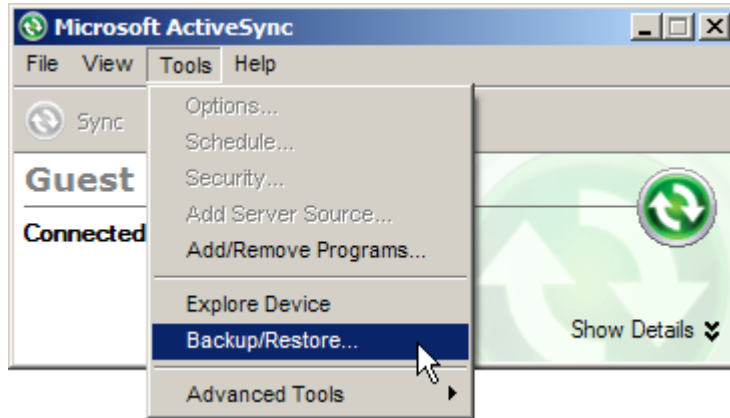 Microsoft ActiveSync
File View Tools Help
Sync
Guest
Connected
Options...
Schedule...
Security...
Add Server Source...
Add/Remove Programs...
Explore Device
Backup/Restore...
Advanced Tools
Show Details